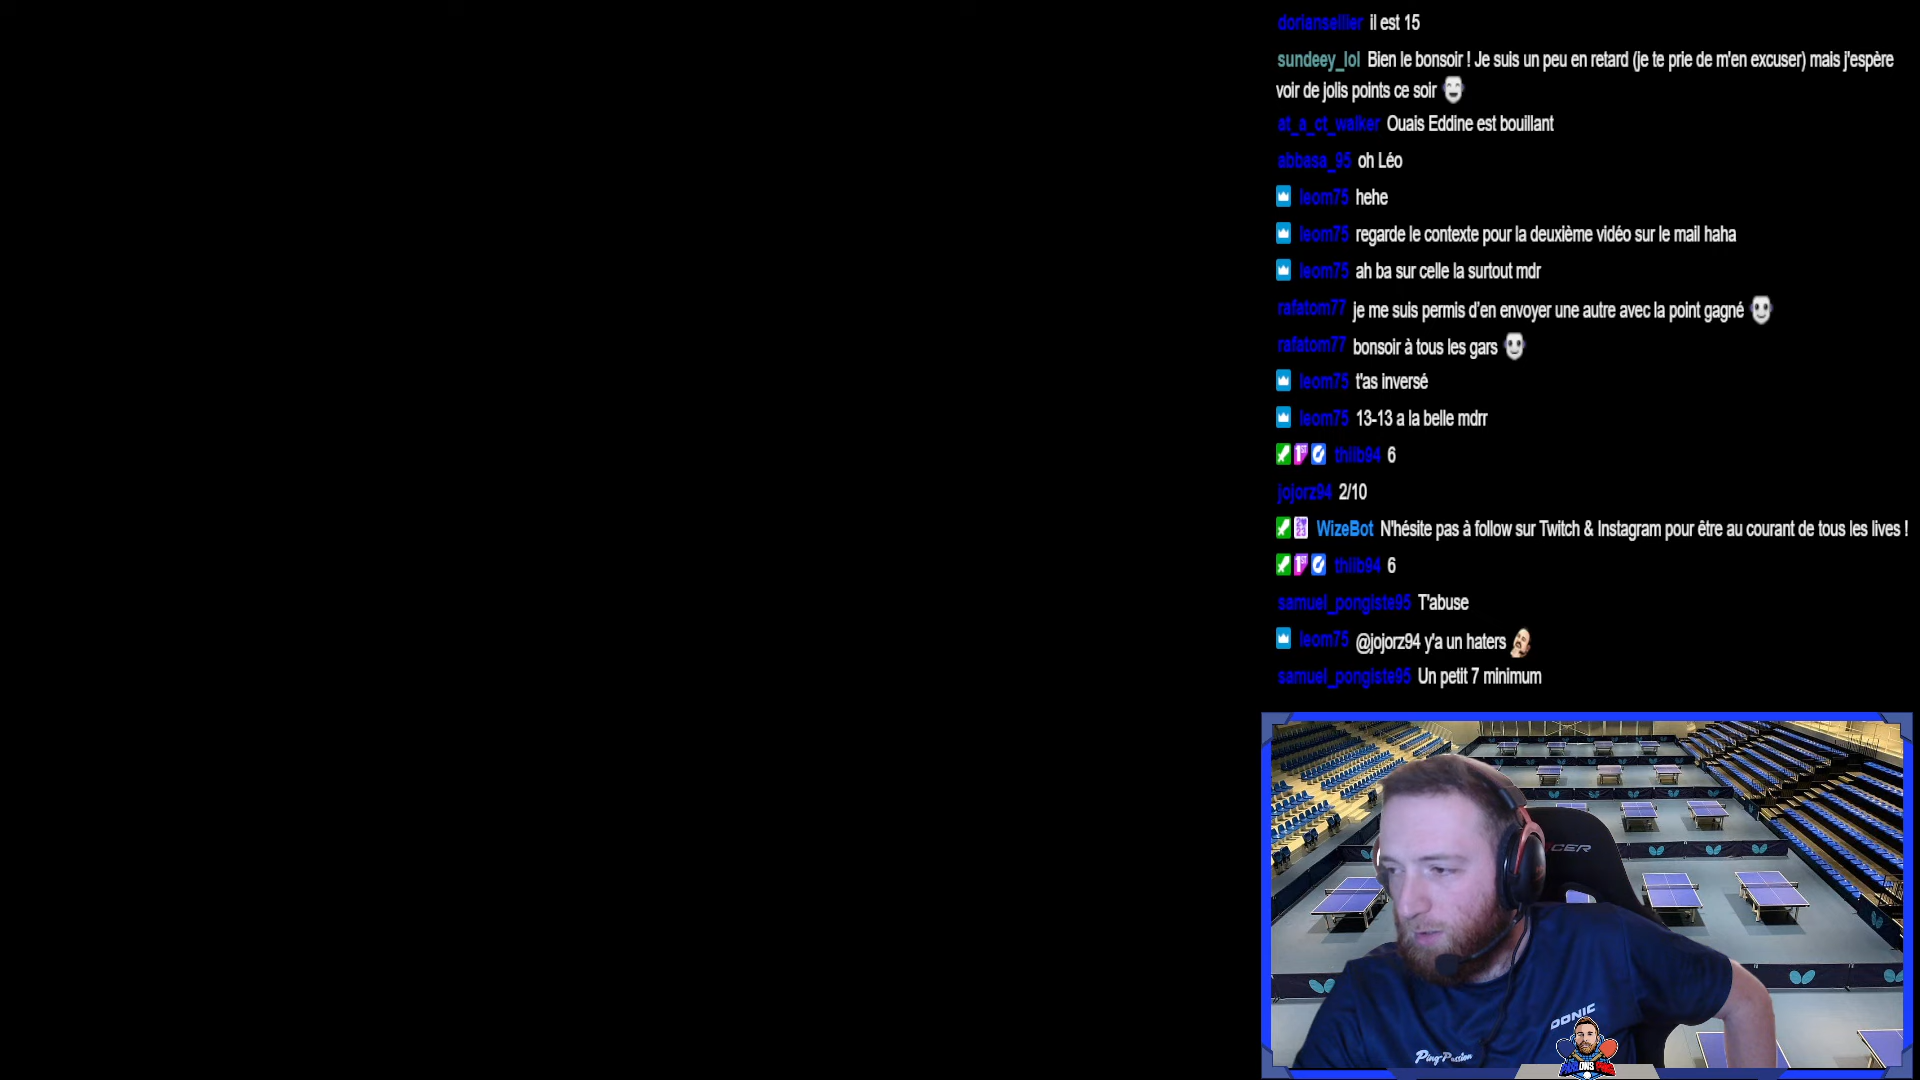 doriansellier il est 15
sundeey_lol Bien le bonsoir ! Je suis un peu en retard (je te prie de m'en excuser) mais j'espère
voir de jolis points ce soir
at_a_ct_walker Ouais Eddine est bouillant
abbasa_95 oh Léo
leom75 hehe
leom75 regarde le contexte pour la deuxième vidéo sur le mail haha
leom75 ah ba sur celle la surtout mdr
rafatom77 je me suis permis d'en envoyer une autre avec la point gagné
rafatom77 bonsoir à tous les gars
leom75 t'as inversé
leom75 13-13 a la belle mdrr
thiib94 6
jojorz94 2/10
WizeBot N'hésite pas à follow sur Twitch & Instagram pour être au courant de tous les lives !
thiib94 6
samuel_pongiste95 T'abuse
leom75 @jojorz94 y'a un haters
samuel_pongiste95 Un petit 7 minimum
DONIC
Ping-Passion